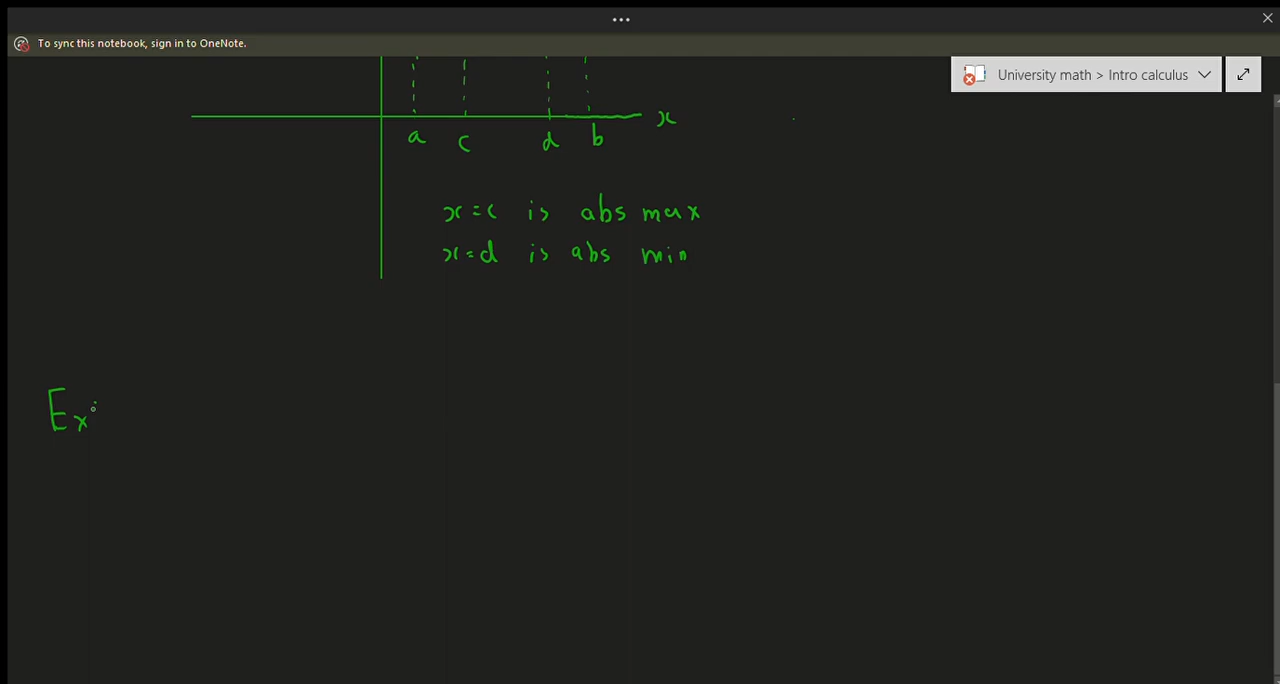 To sync this notebook, sign in to OneNote.
University math > Intro calculus
x
a c d b
x=c is abs max
x=d is abs min
Ex: